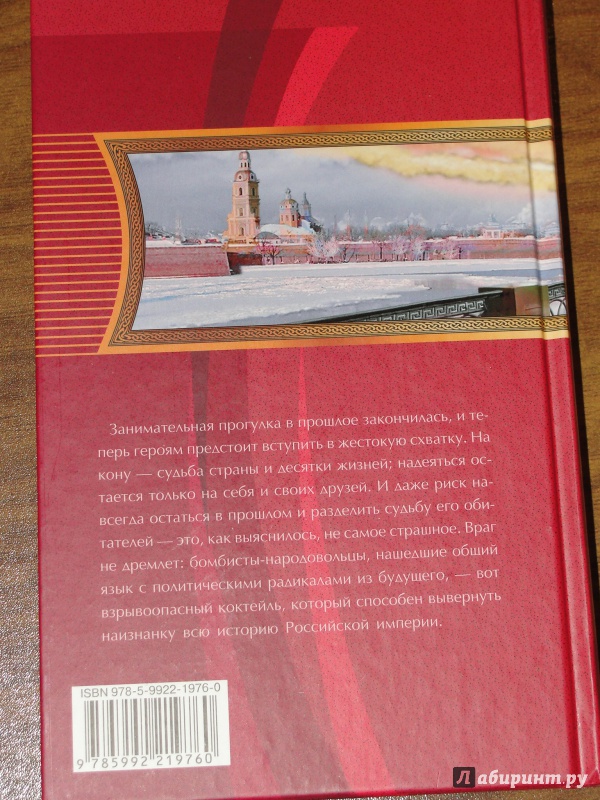 Занимательная прогулка в прошлое закончилась, и те-
перь героям предстоит вступить в жестокую схватку. На
кону — судьба страны и десятки жизней; надеяться ос-
тается только на себя и своих друзей. И даже риск на-
всегда остаться в прошлом и разделить судьбу его оби-
тателей — это, как выяснилось, не самое страшное. Враг
не дремлет: бомбисты-народовольцы, нашедшие общий
язык с политическими радикалами из будущего, — вот
взрывоопасный коктейль, который способен вывернуть
наизнанку всю историю Российской империи.
ISBN 978-5-9922-1976-0
9 785992 219760
Лабиринт.ру